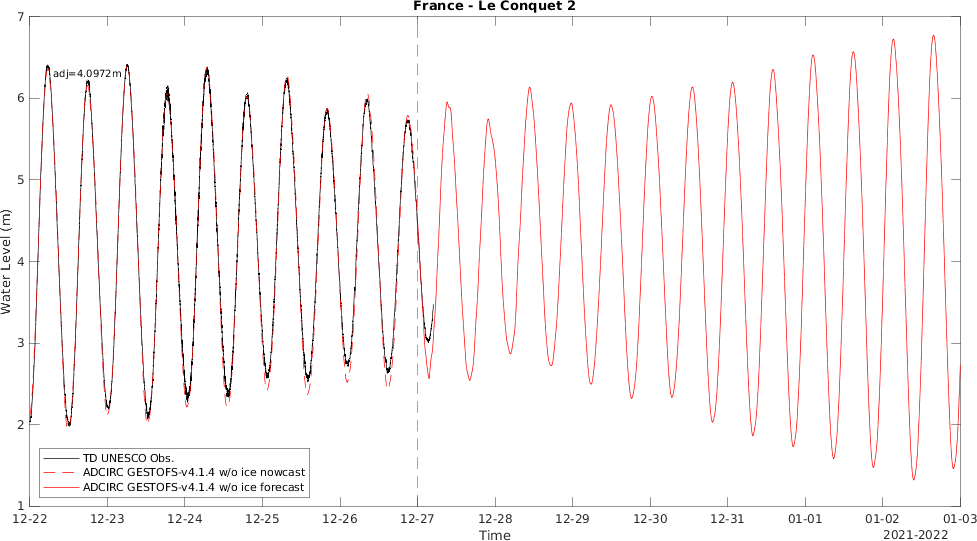 France - Le Conquet 2
7
6
5
4
3
2
1
Water Level (m)
adj=4.0972m
TD UNESCO Obs.
ADCIRC GESTOFS-v4.1.4 w/o ice nowcast
ADCIRC GESTOFS-v4.1.4 w/o ice forecast
12-22 12-23 12-24 12-25 12-26 12-27 12-28 12-29 12-30 12-31 01-01 01-02 01-03
Time
2021-2022